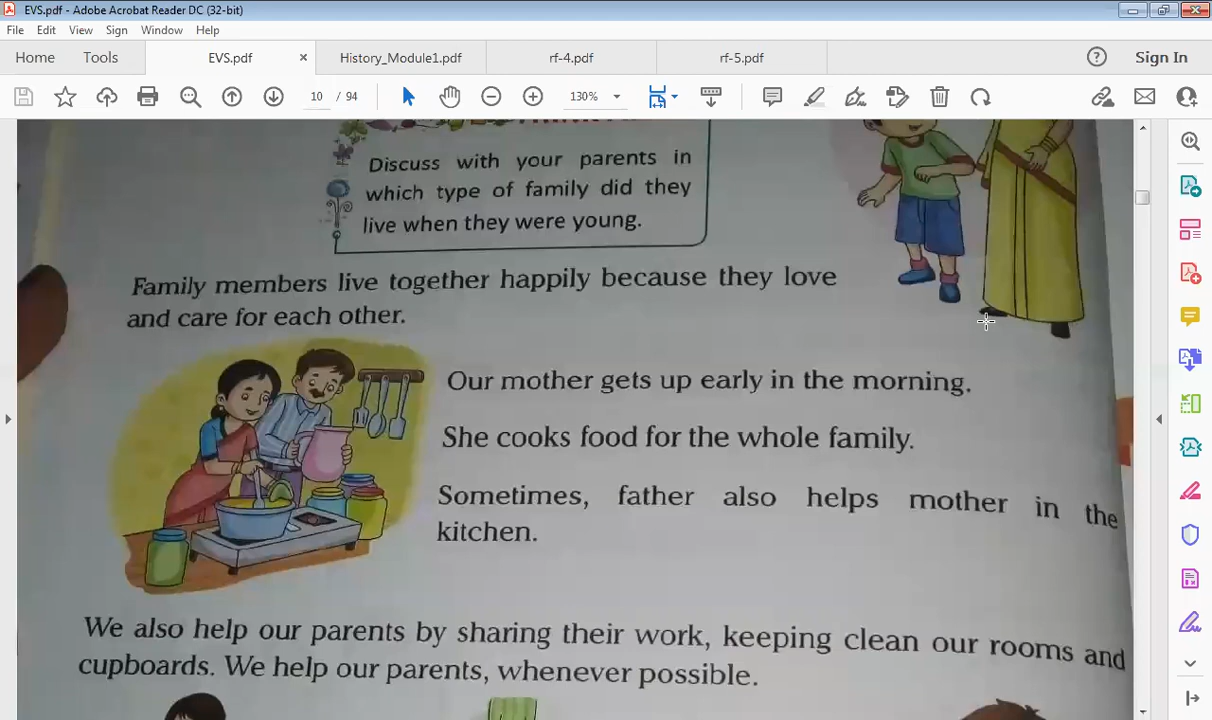 EVS.pdf - Adobe Acrobat Reader DC (32-bit)
File Edit View Sign Window Help
Home Tools EVS.pdf × History_Module1.pdf rf-4.pdf rf-5.pdf Sign In
10 / 94 130%
Discuss with your parents in
which type of family did they
live when they were young.
Family members live together happily because they love
and care for each other.
Our mother gets up early in the morning.
She cooks food for the whole family.
Sometimes, father also helps mother in the
kitchen.
We also help our parents by sharing their work, keeping clean our rooms and
cupboards. We help our parents, whenever possible.